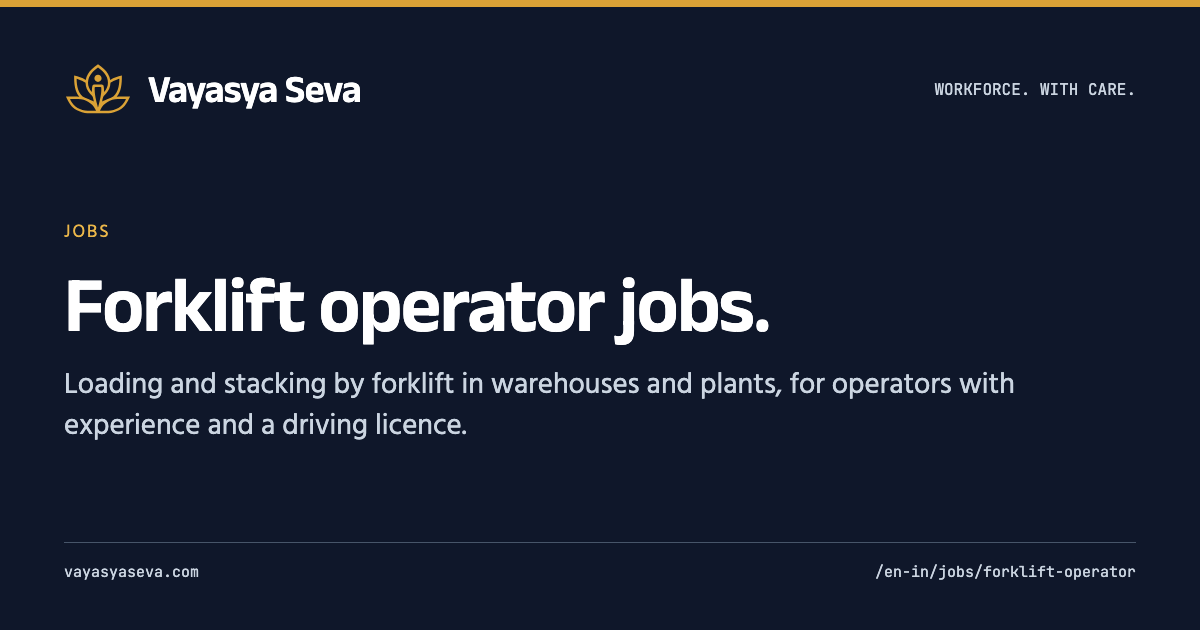 Vayasya Seva
WORKFORCE. WITH CARE.
JOBS
Forklift operator jobs.
Loading and stacking by forklift in warehouses and plants, for operators with
experience and a driving licence.
vayasyaseva.com
/en-in/jobs/forklift-operator